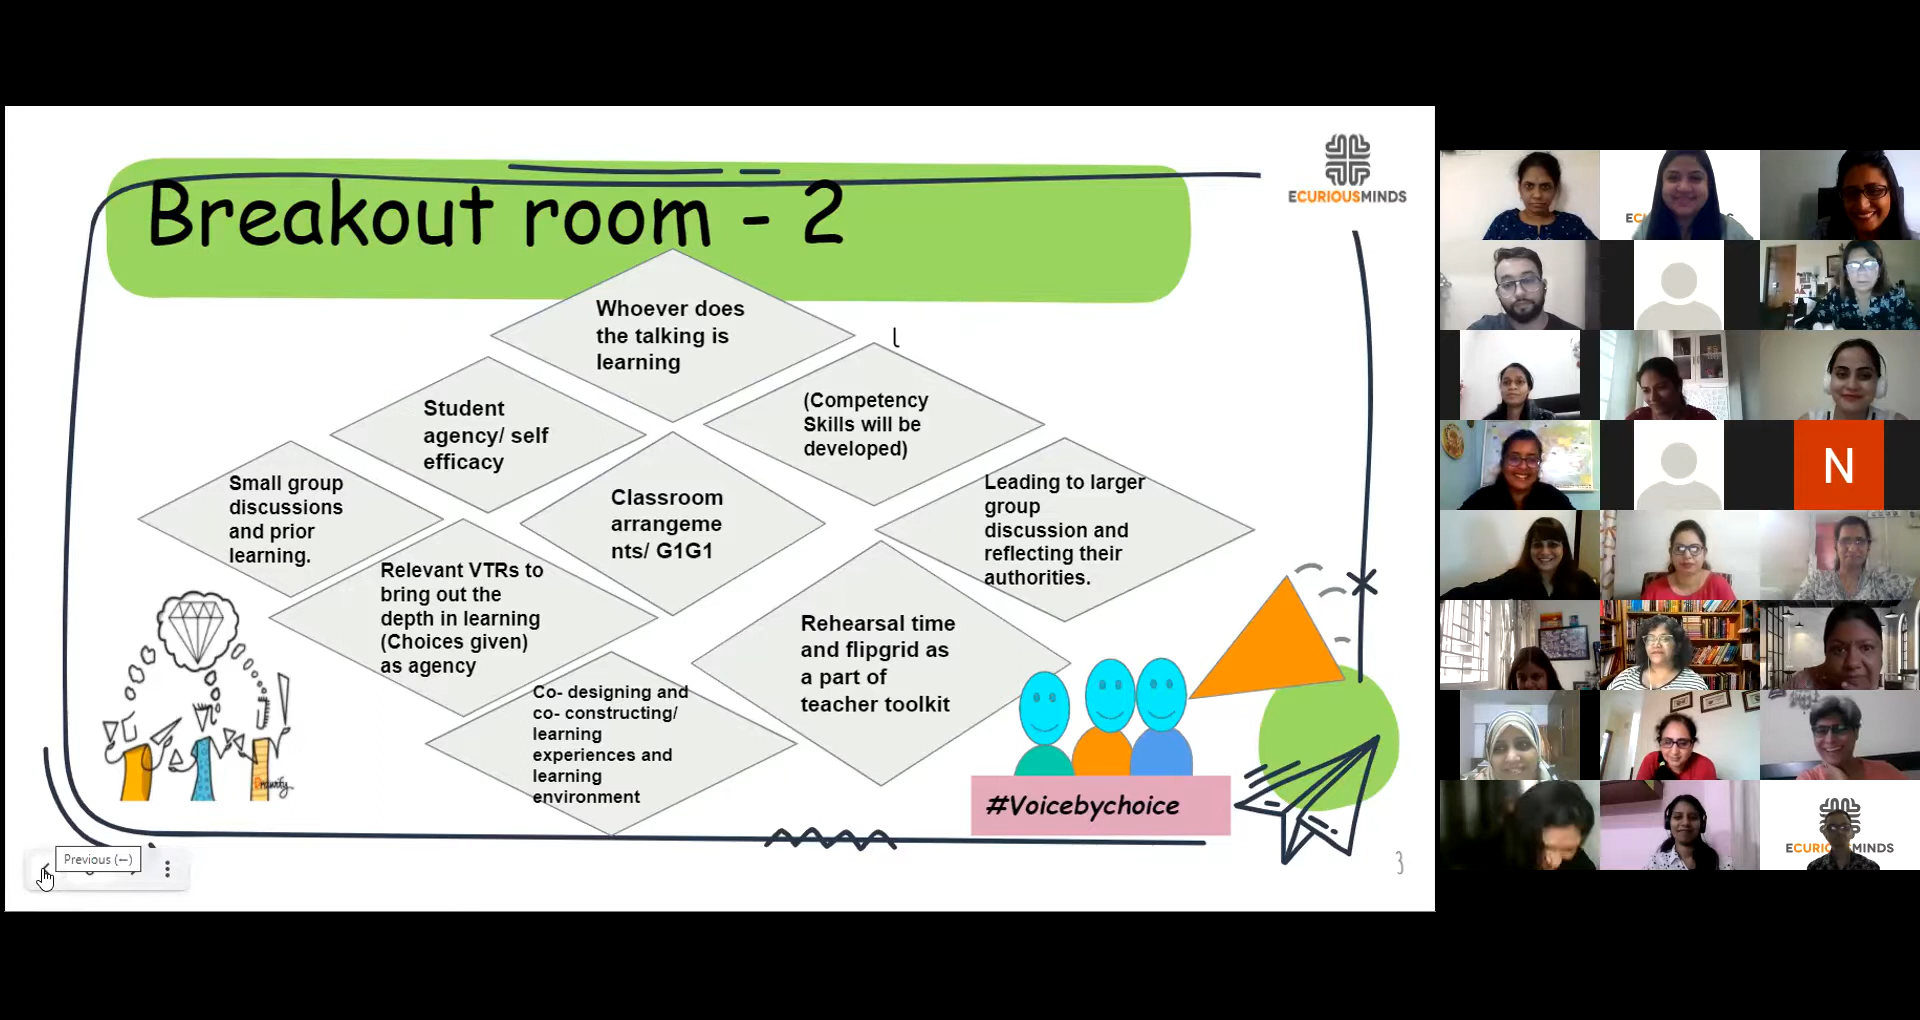 Breakout room - 2
ECURIOUSMINDS
Whoever does
the talking is
learning
l
Student
agency/ self
efficacy
(Competency
Skills will be
developed)
Small group
discussions
and prior
learning.
Classroom
arrangeme
nts/ G1G1
Leading to larger
group
discussion and
reflecting their
authorities.
Relevant VTRs to
bring out the
depth in learning
(Choices given)
as agency
Rehearsal time
and flipgrid as
a part of
teacher toolkit
Co- designing and
co- constructing/
learning
experiences and
learning
environment
#Voicebychoice
Previous (←)
3
N